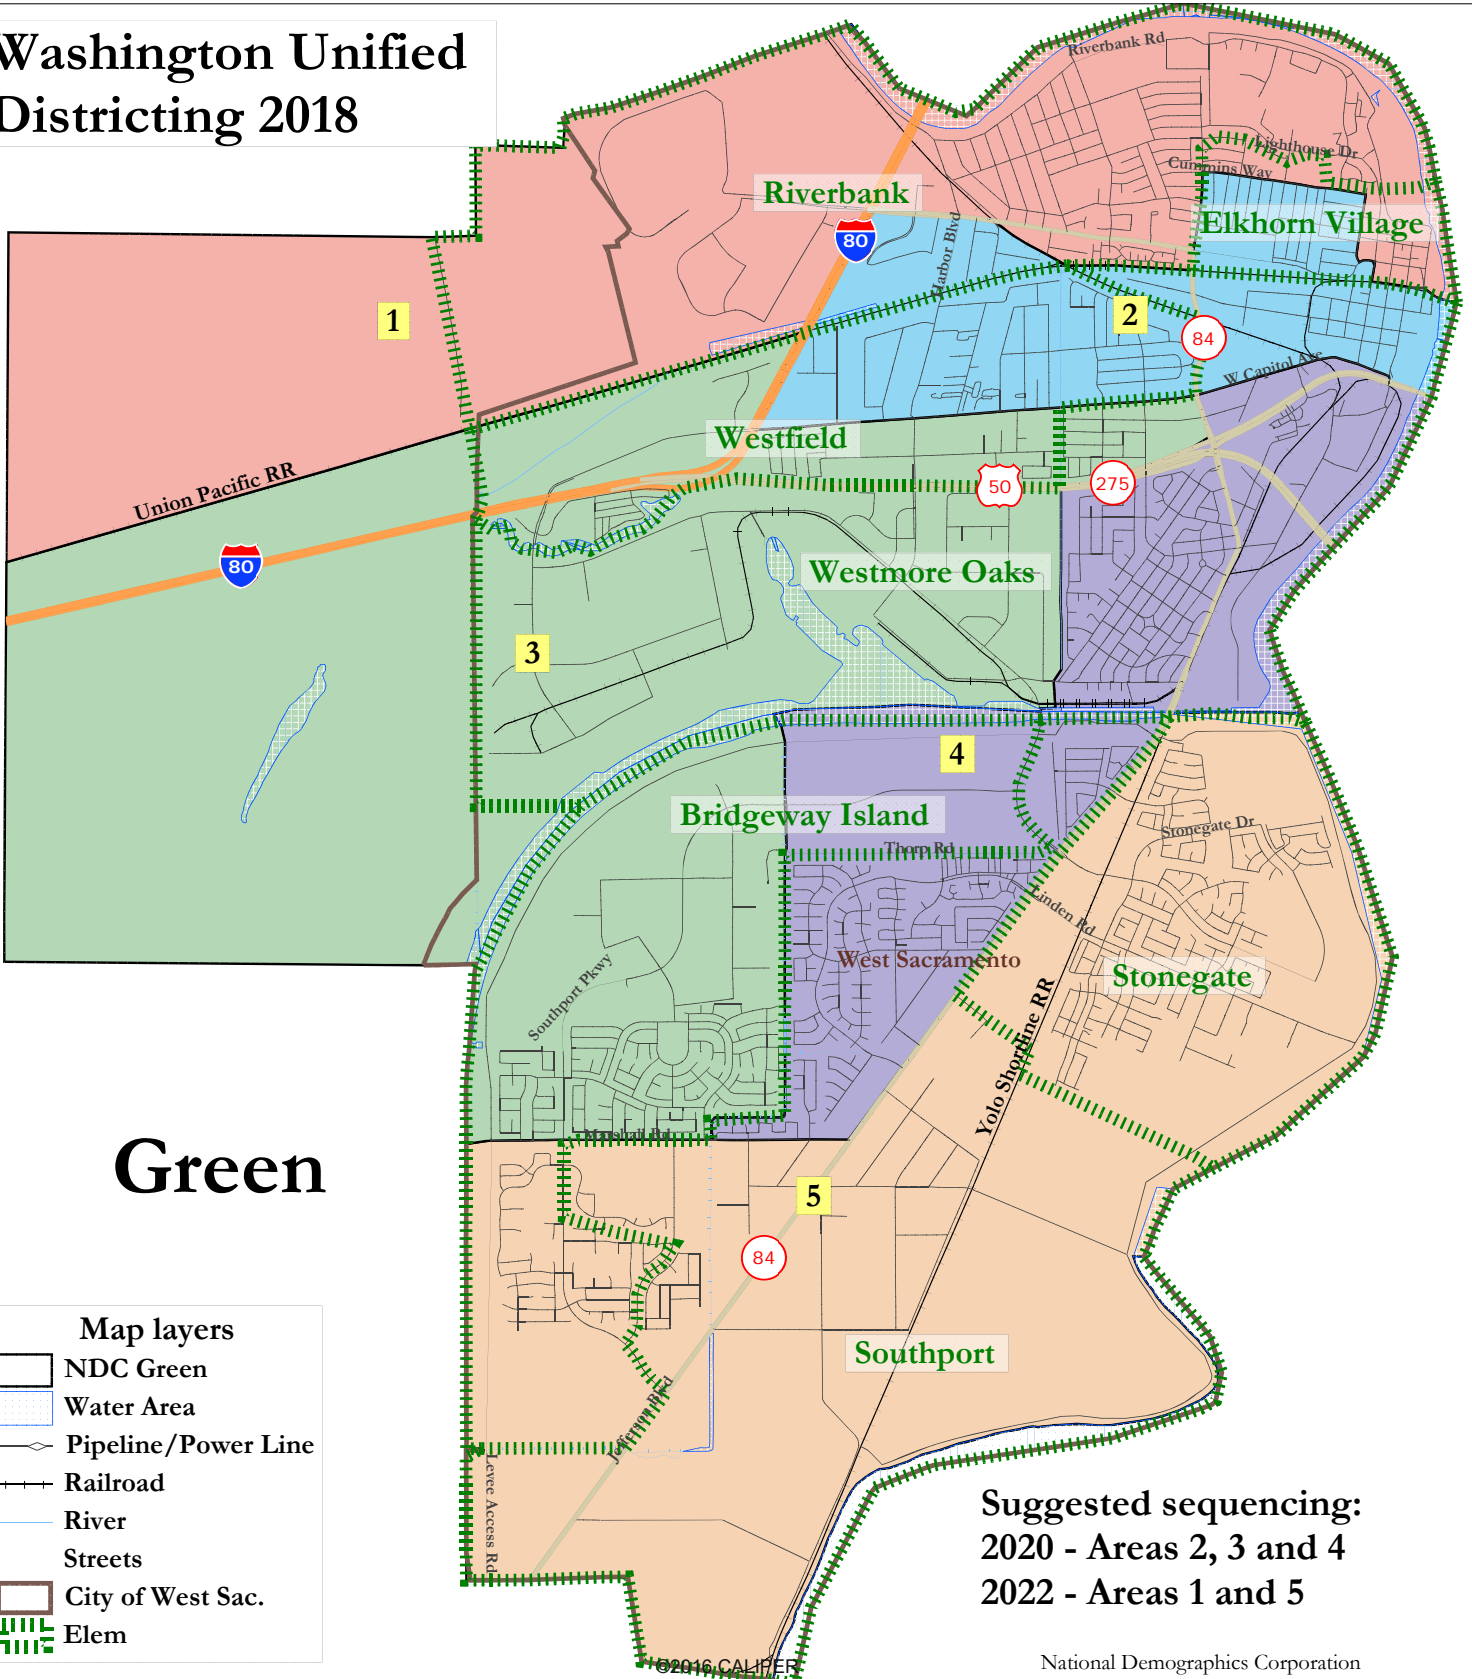 Washington Unified
Districting 2018
Riverbank Rd
Lighthouse Dr
Cummins Way
Riverbank
Elkhorn Village
80
Harbor Blvd
1
2
84
W Capitol Ave
Westfield
Union Pacific RR
50
275
80
Westmore Oaks
3
4
Bridgeway Island
Stonegate Dr
Thorp Rd
Linden Rd
West Sacramento
Stonegate
Southport Pkwy
Yolo Shortline RR
Marshall Rd
Green
5
84
Southport
Jefferson Blvd
Levee Access Rd
Map layers
NDC Green
Water Area
Pipeline/Power Line
Railroad
River
Streets
City of West Sac.
Elem
Suggested sequencing:
2020 - Areas 2, 3 and 4
2022 - Areas 1 and 5
©2016 CALIPER
National Demographics Corporation